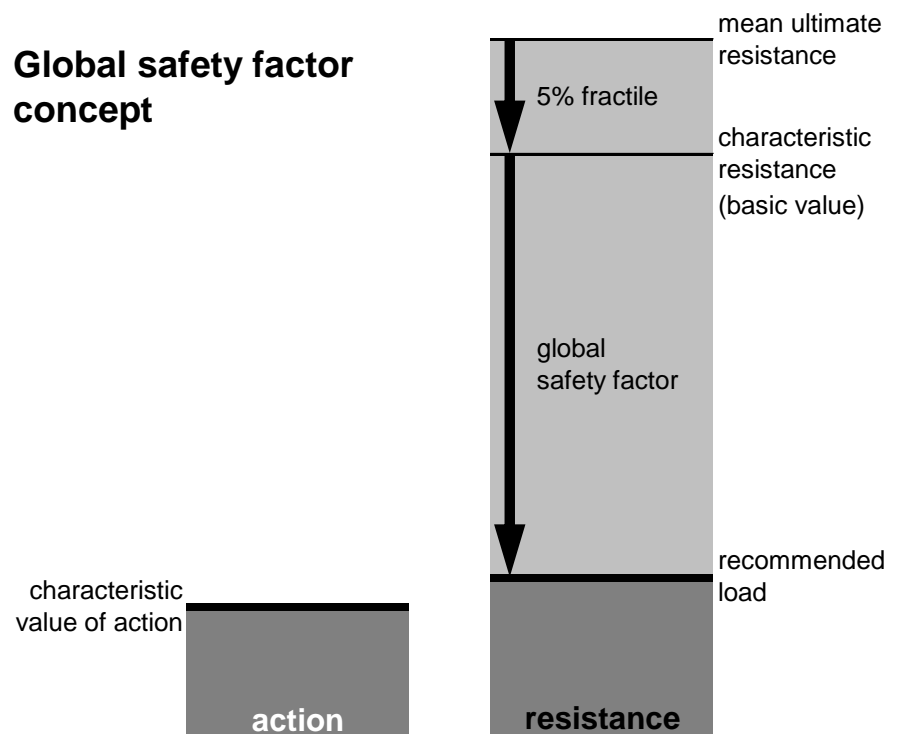 Global safety factor
concept
mean ultimate
resistance
5% fractile
characteristic
resistance
(basic value)
global
safety factor
recommended
load
characteristic
value of action
action
resistance